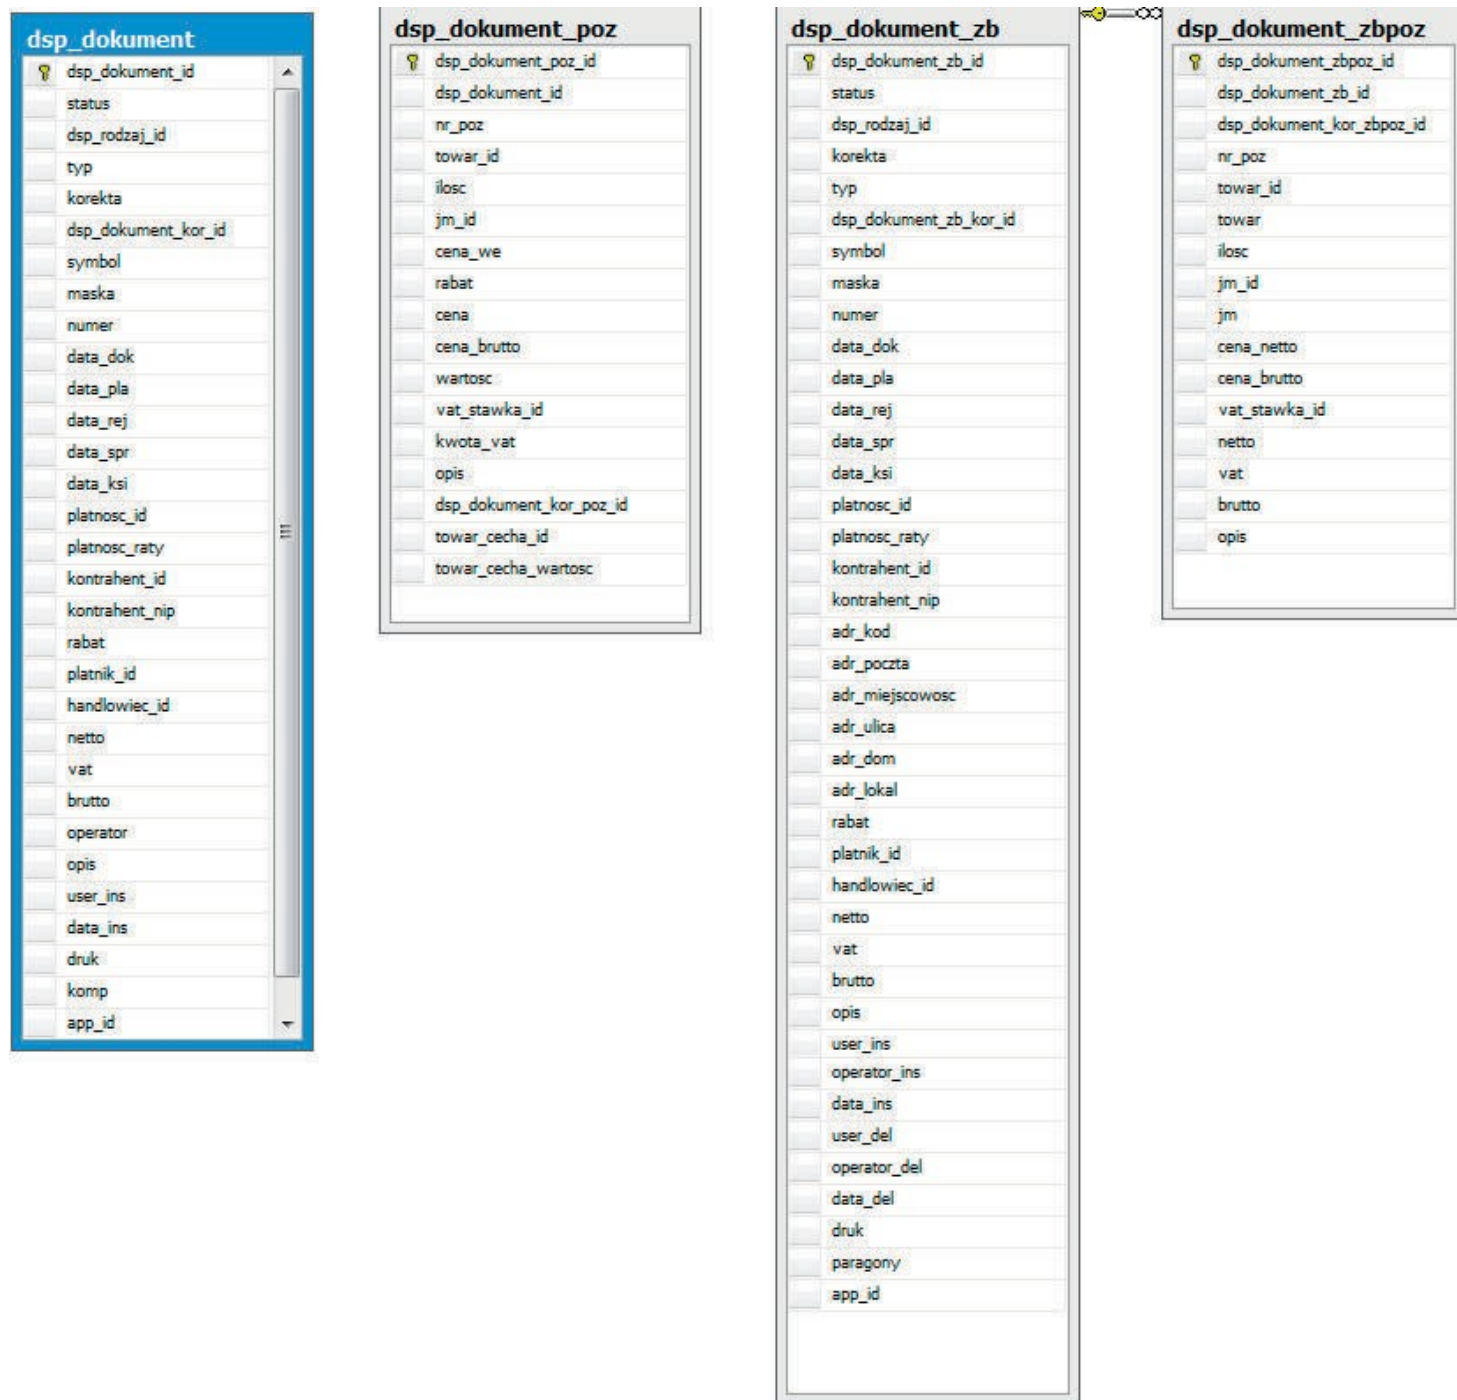 dsp_dokument
dsp_dokument_id
status
dsp_rodzaj_id
typ
korekta
dsp_dokument_kor_id
symbol
maska
numer
data_dok
data_pla
data_rej
data_spr
data_ksi
platnosc_id
platnosc_raty
kontrahent_id
kontrahent_nip
rabat
platnik_id
handlowiec_id
netto
vat
brutto
operator
opis
user_ins
data_ins
druk
komp
app_id
dsp_dokument_poz
dsp_dokument_poz_id
dsp_dokument_id
nr_poz
towar_id
ilosc
jm_id
cena_we
rabat
cena
cena_brutto
wartosc
vat_stawka_id
kwota_vat
opis
dsp_dokument_kor_poz_id
towar_cecha_id
towar_cecha_wartosc
dsp_dokument_zb
dsp_dokument_zb_id
status
dsp_rodzaj_id
korekta
typ
dsp_dokument_zb_kor_id
symbol
maska
numer
data_dok
data_pla
data_rej
data_spr
data_ksi
platnosc_id
platnosc_raty
kontrahent_id
kontrahent_nip
adr_kod
adr_poczta
adr_miejscowosc
adr_ulica
adr_dom
adr_lokal
rabat
platnik_id
handlowiec_id
netto
vat
brutto
opis
user_ins
operator_ins
data_ins
user_del
operator_del
data_del
druk
paragony
app_id
dsp_dokument_zbpoz
dsp_dokument_zbpoz_id
dsp_dokument_zb_id
dsp_dokument_kor_zbpoz_id
nr_poz
towar_id
towar
ilosc
jm_id
jm
cena_netto
cena_brutto
vat_stawka_id
netto
vat
brutto
opis